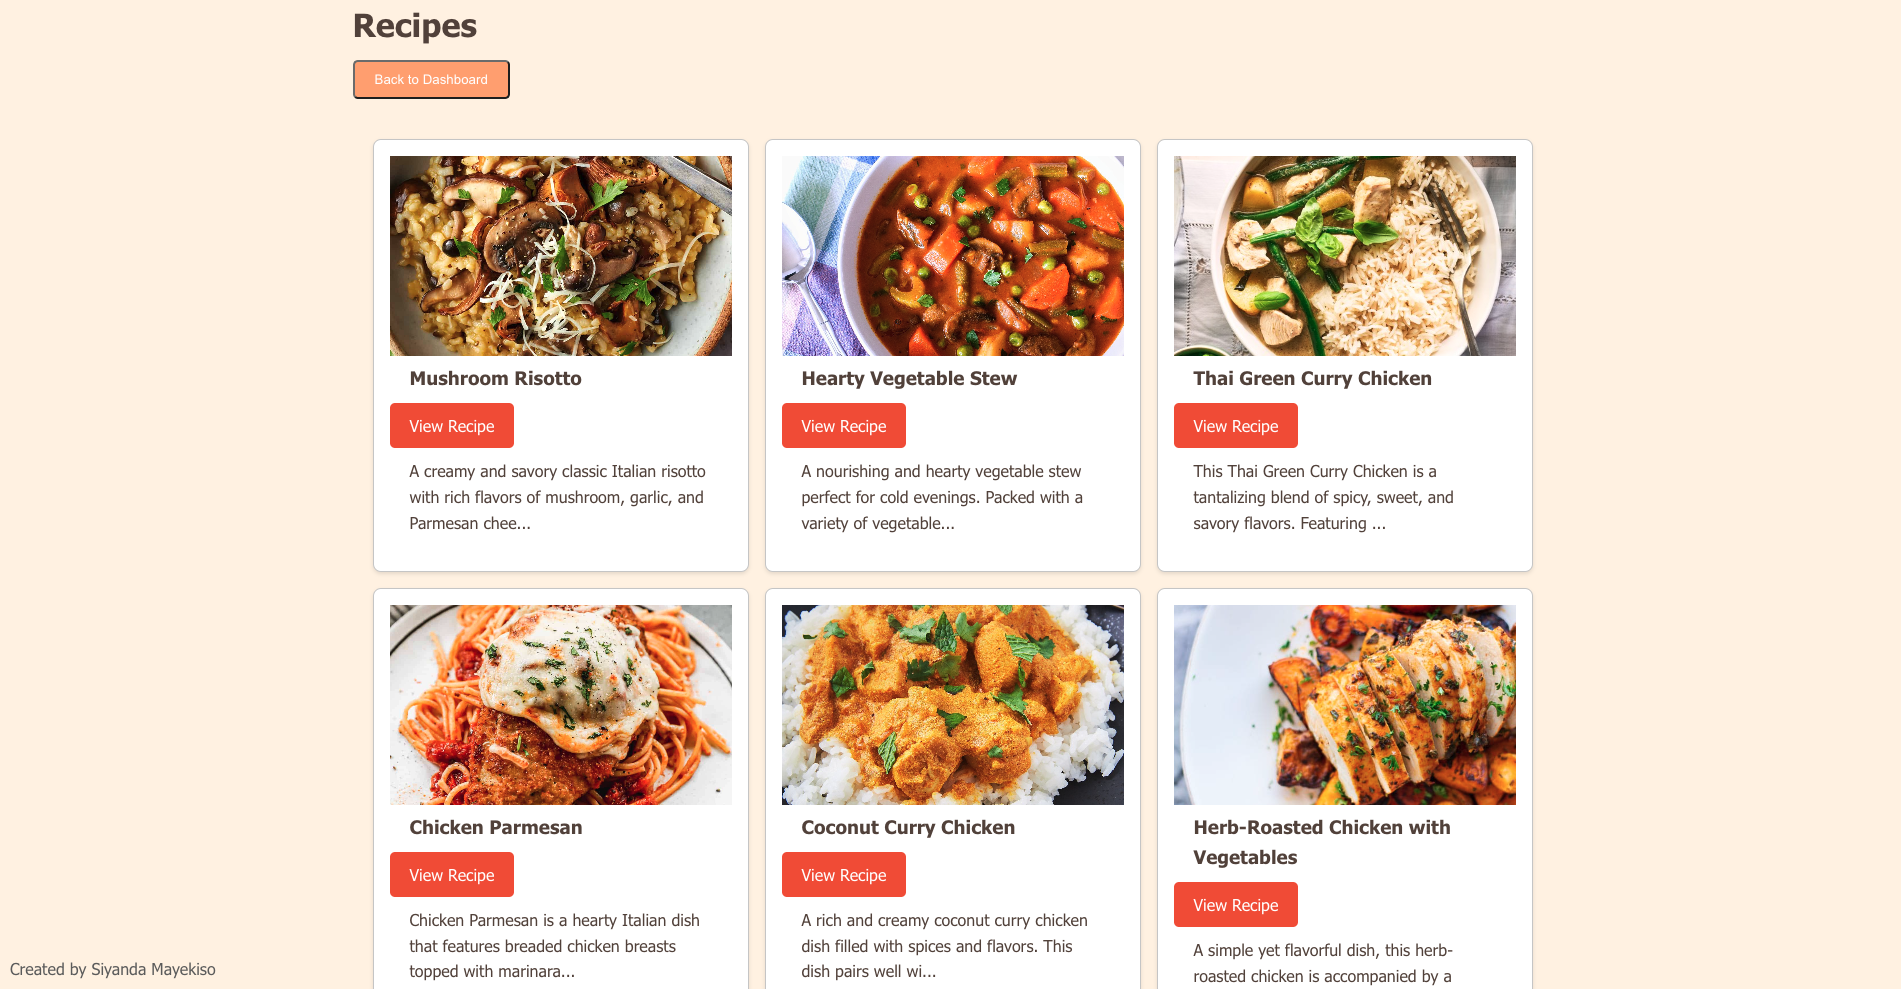 Recipes
Back to Dashboard
Mushroom Risotto
View Recipe
A creamy and savory classic Italian risotto
with rich flavors of mushroom, garlic, and
Parmesan chee...
Hearty Vegetable Stew
View Recipe
A nourishing and hearty vegetable stew
perfect for cold evenings. Packed with a
variety of vegetable...
Thai Green Curry Chicken
View Recipe
This Thai Green Curry Chicken is a
tantalizing blend of spicy, sweet, and
savory flavors. Featuring ...
Chicken Parmesan
View Recipe
Chicken Parmesan is a hearty Italian dish
that features breaded chicken breasts
topped with marinara...
Coconut Curry Chicken
View Recipe
A rich and creamy coconut curry chicken
dish filled with spices and flavors. This
dish pairs well wi...
Herb-Roasted Chicken with
Vegetables
View Recipe
A simple yet flavorful dish, this herb-
roasted chicken is accompanied by a
Created by Siyanda Mayekiso